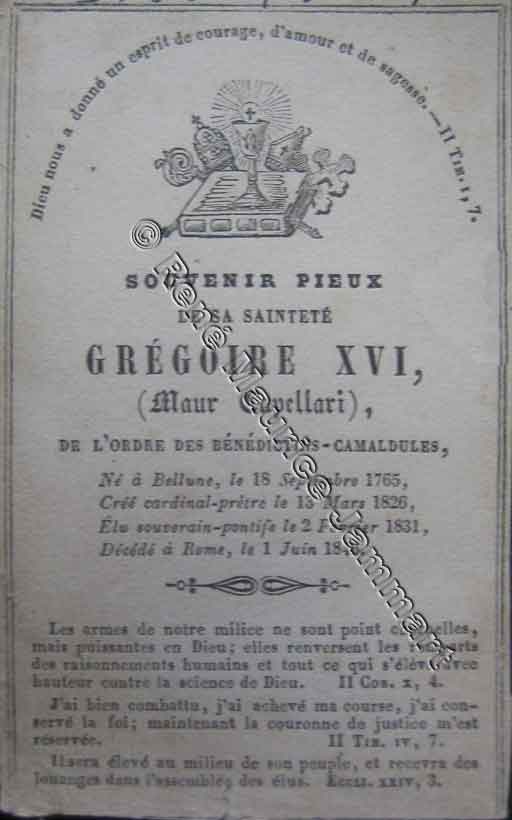 Dieu nous a donné un esprit de courage, d'amour et de sagesse. — II Tim. I, 7.
SOUVENIR PIEUX
DE SA SAINTETÉ
GRÉGOIRE XVI,
(Maur Capellari),
DE L'ORDRE DES BÉNÉDICTINS-CAMALDULES,
Né à Bellune, le 18 Septembre 1765,
Créé cardinal-prêtre le 13 Mars 1826,
Élu souverain-pontife le 2 Février 1831,
Décédé à Rome, le 1 Juin
Les armes de notre milice ne sont point charnelles,
mais puissantes en Dieu; elles renversent les remparts
des raisonnements humains et tout ce qui s'élève avec
hauteur contre la science de Dieu. II Cor. x, 4.
J'ai bien combattu, j'ai achevé ma course, j'ai con-
servé la foi; maintenant la couronne de justice m'est
réservée. II Tim. iv, 7.
Il sera élevé au milieu de son peuple, et recevra des
louanges dans l'assemblée des élus. Eccli. xxiv, 3.
© René Maurice Jammart